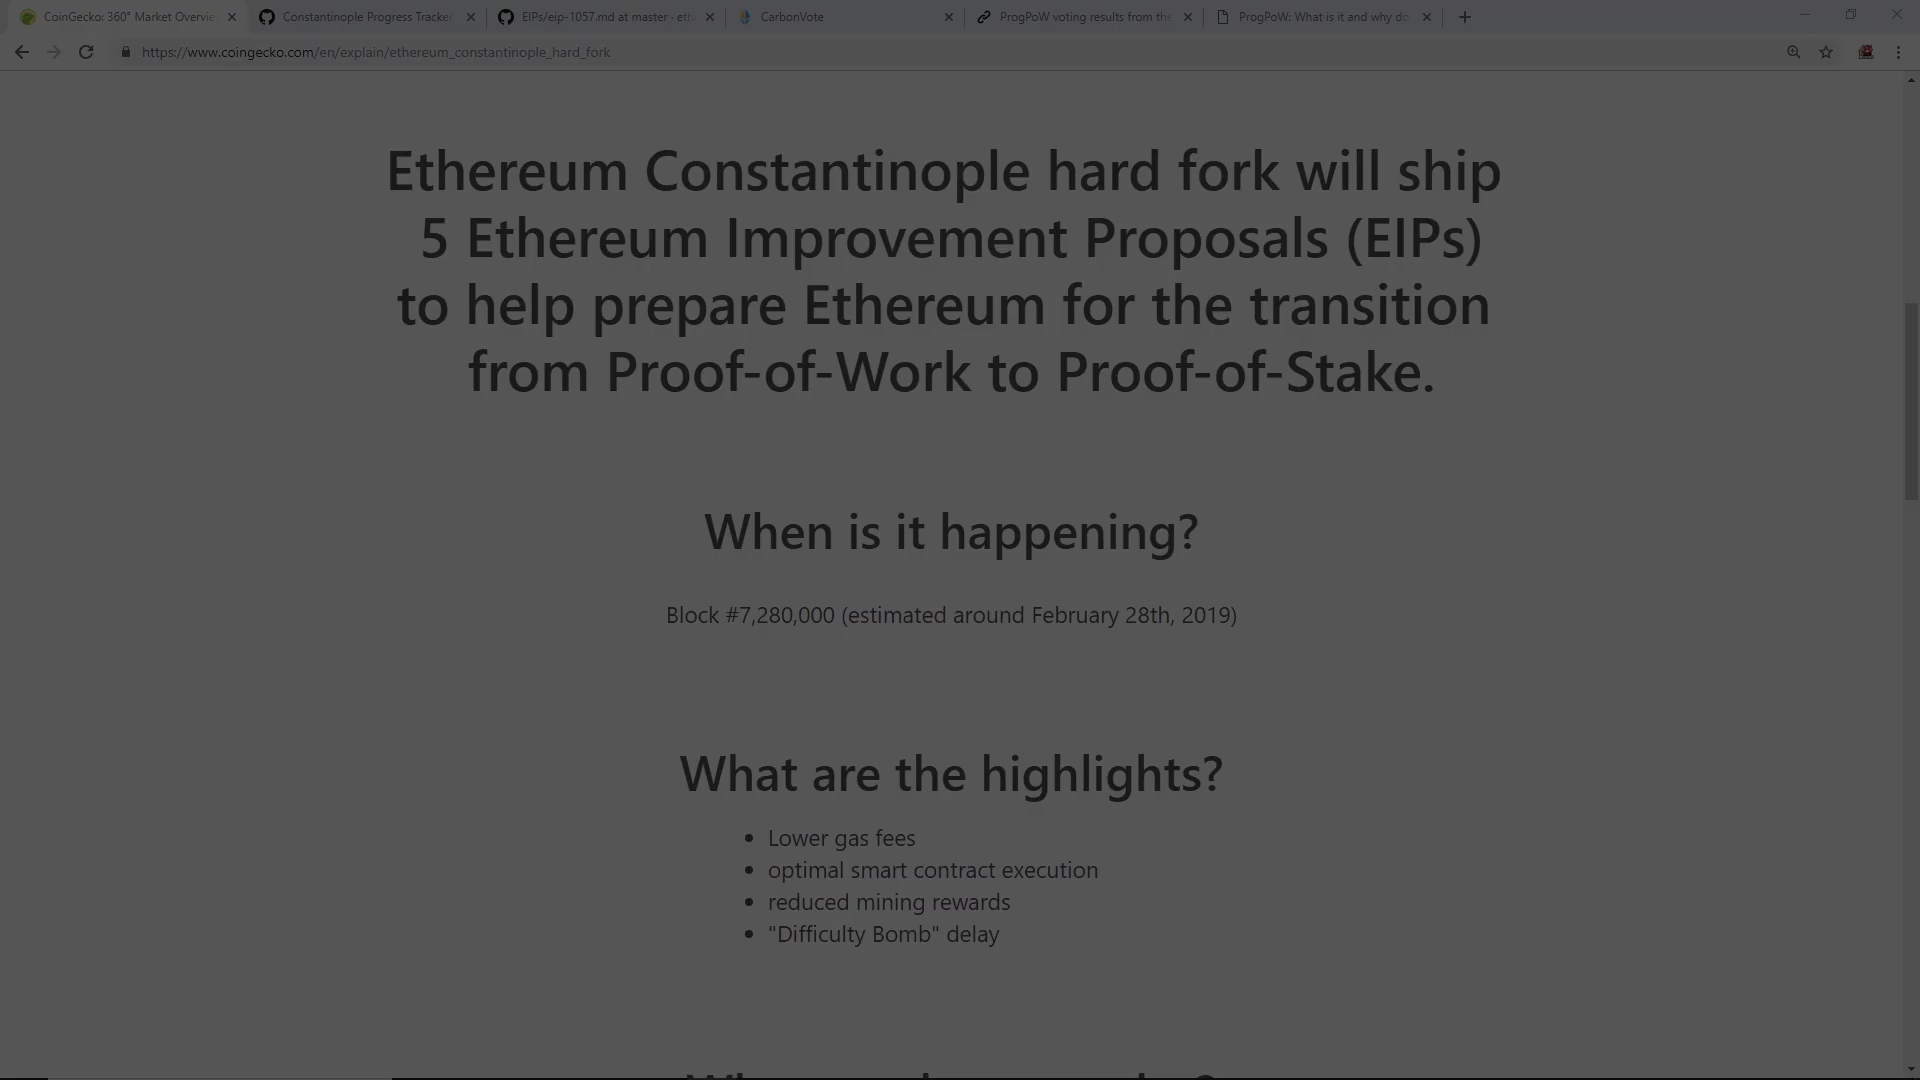 CoinGecko: 360° Market Overvie
Constantinople Progress Tracker
EIPs/eip-1057.md at master · eth
CarbonVote
ProgPoW voting results from the
ProgPoW: What is it and why do
https://www.coingecko.com/en/explain/ethereum_constantinople_hard_fork
Ethereum Constantinople hard fork will ship
5 Ethereum Improvement Proposals (EIPs)
to help prepare Ethereum for the transition
from Proof-of-Work to Proof-of-Stake.
When is it happening?
Block #7,280,000 (estimated around February 28th, 2019)
What are the highlights?
• Lower gas fees
• optimal smart contract execution
• reduced mining rewards
• "Difficulty Bomb" delay